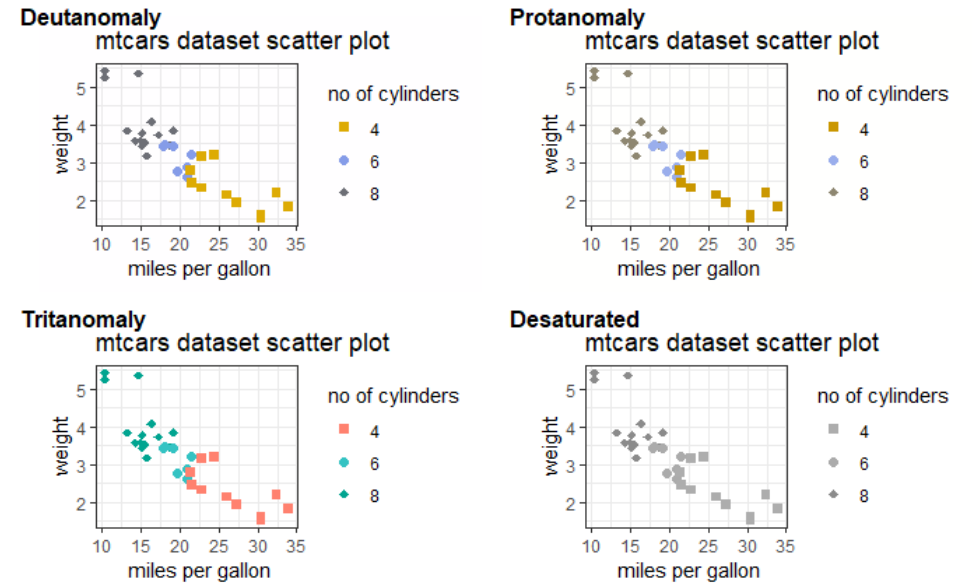 Deutanomaly
mtcars dataset scatter plot
weight
5
4
3
2
10 15 20 25 30 35
miles per gallon
no of cylinders
4
6
8
Protanomaly
mtcars dataset scatter plot
weight
5
4
3
2
10 15 20 25 30 35
miles per gallon
no of cylinders
4
6
8
Tritanomaly
mtcars dataset scatter plot
weight
5
4
3
2
10 15 20 25 30 35
miles per gallon
no of cylinders
4
6
8
Desaturated
mtcars dataset scatter plot
weight
5
4
3
2
10 15 20 25 30 35
miles per gallon
no of cylinders
4
6
8